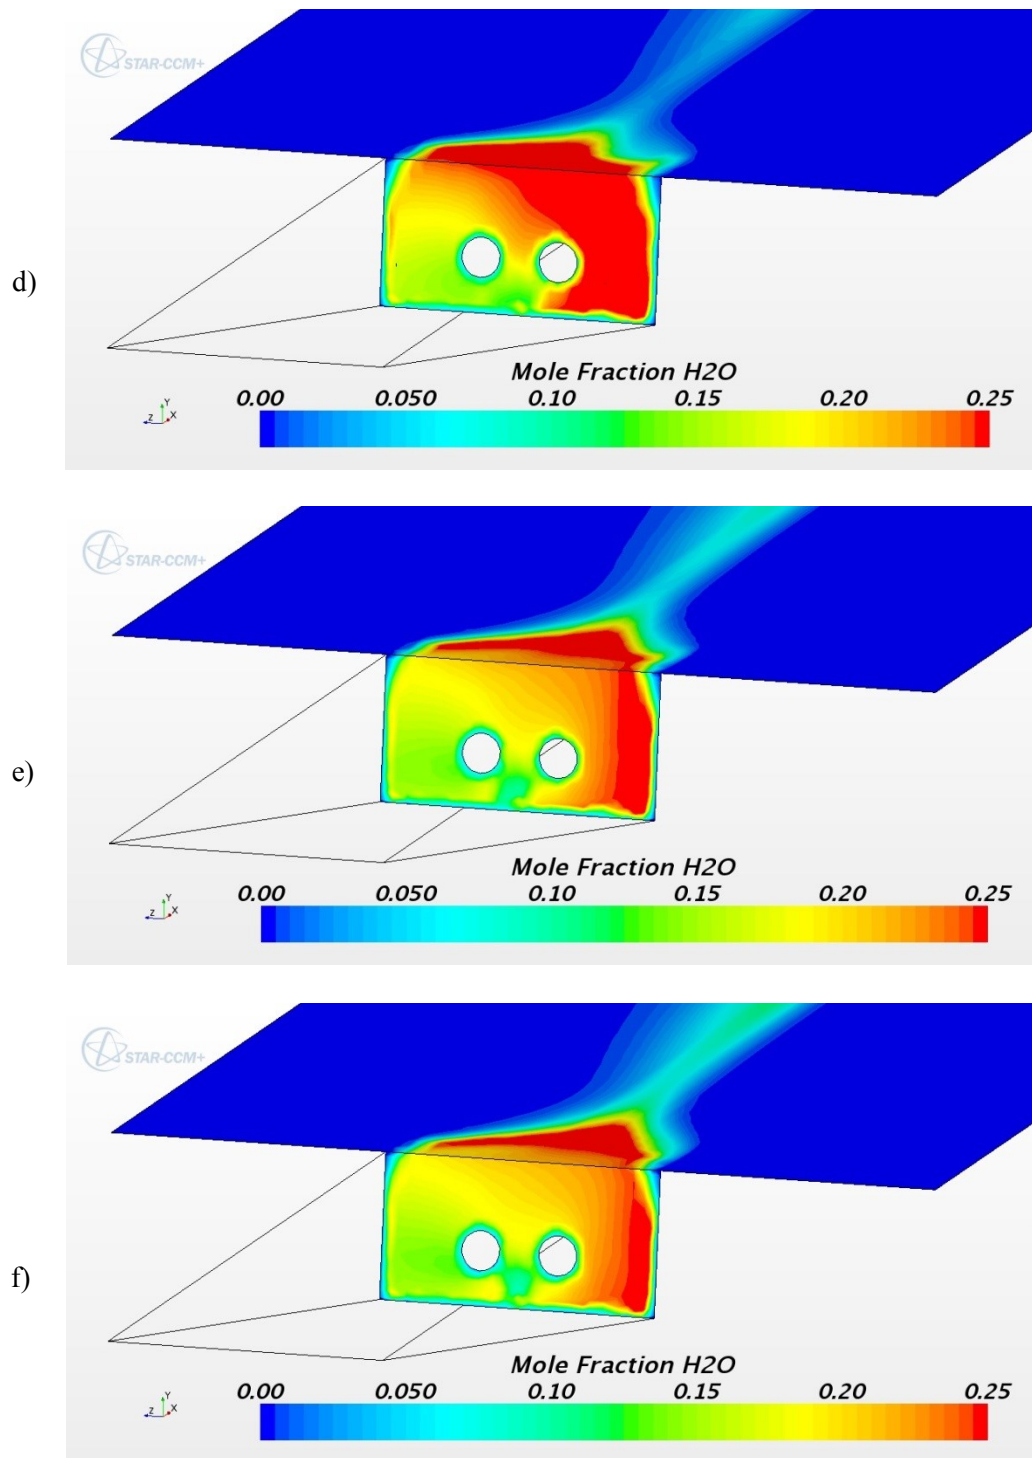 STAR-CCM+
d)
Mole Fraction H2O
0.00 0.050 0.10 0.15 0.20 0.25
Y
Z X
STAR-CCM+
e)
Mole Fraction H2O
0.00 0.050 0.10 0.15 0.20 0.25
Y
Z X
STAR-CCM+
f)
Mole Fraction H2O
0.00 0.050 0.10 0.15 0.20 0.25
Y
Z X